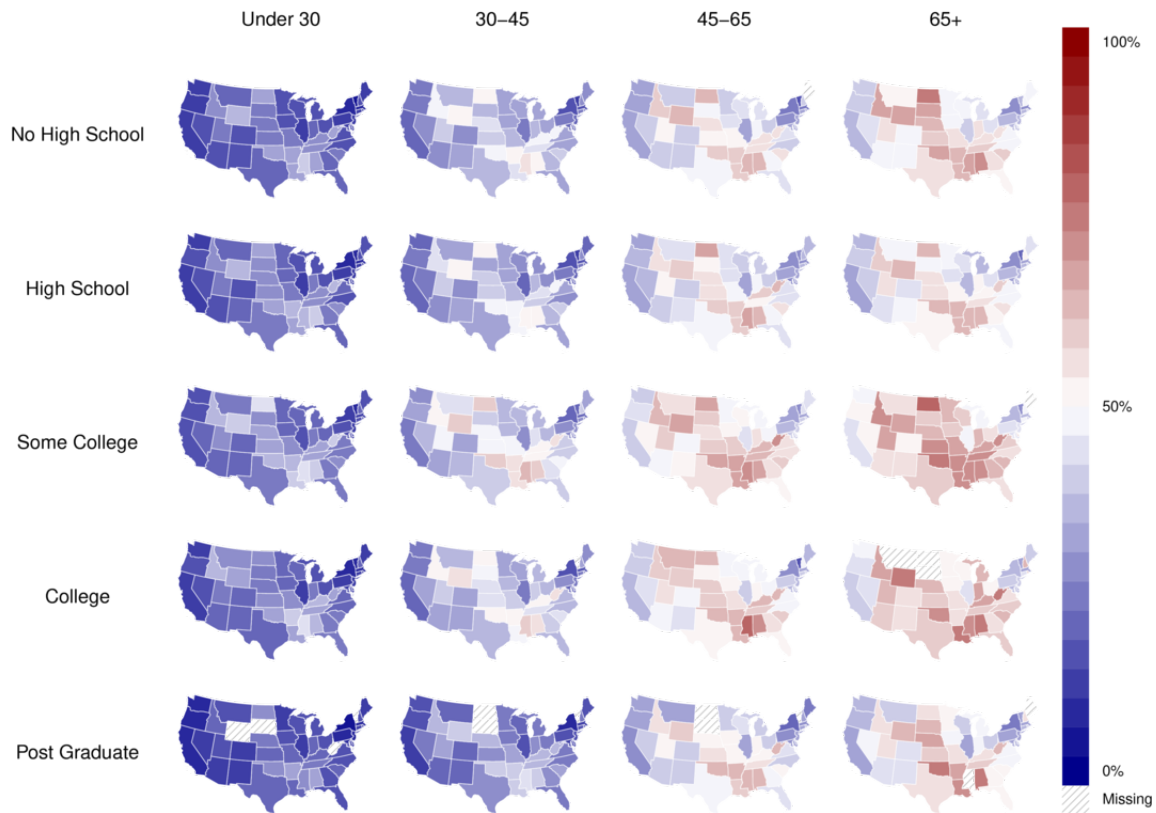 Under 30 30–45 45–65 65+
100%
No High School
High School
50%
Some College
College
Post Graduate
0%
Missing